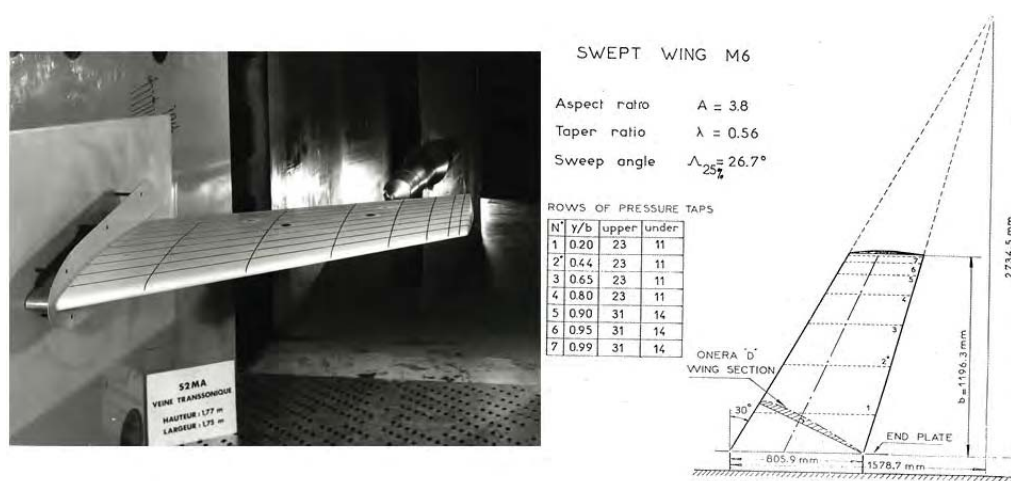 S2MA
VEINE TRANSSONIQUE
HAUTEUR : 1,77 m
LARGEUR : 1,75 m
SWEPT WING M6
Aspect ratio A = 3.8
Taper ratio λ = 0.56
Sweep angle Λ25% = 26.7°
ROWS OF PRESSURE TAPS
N° y/b upper under
1 0.20 23 11
2* 0.44 23 11
3 0.65 23 11
4 0.80 23 11
5 0.90 31 14
6 0.95 31 14
7 0.99 31 14
ONERA "D"
WING SECTION
30°
7
6
5
4
3
2*
1
END PLATE
805.9 mm
1578.7 mm
b = 1196.3 mm
2734.5 mm